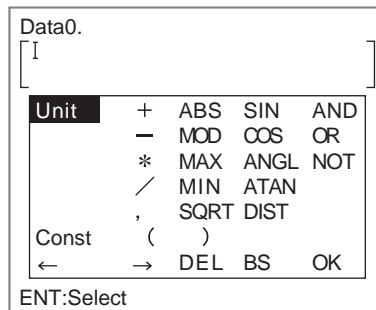 Data0.
[I
]
Unit + ABS SIN AND
− MOD COS OR
* MAX ANGL NOT
／ MIN ATAN
, SQRT DIST
Const ( )
← → DEL BS OK
ENT:Select